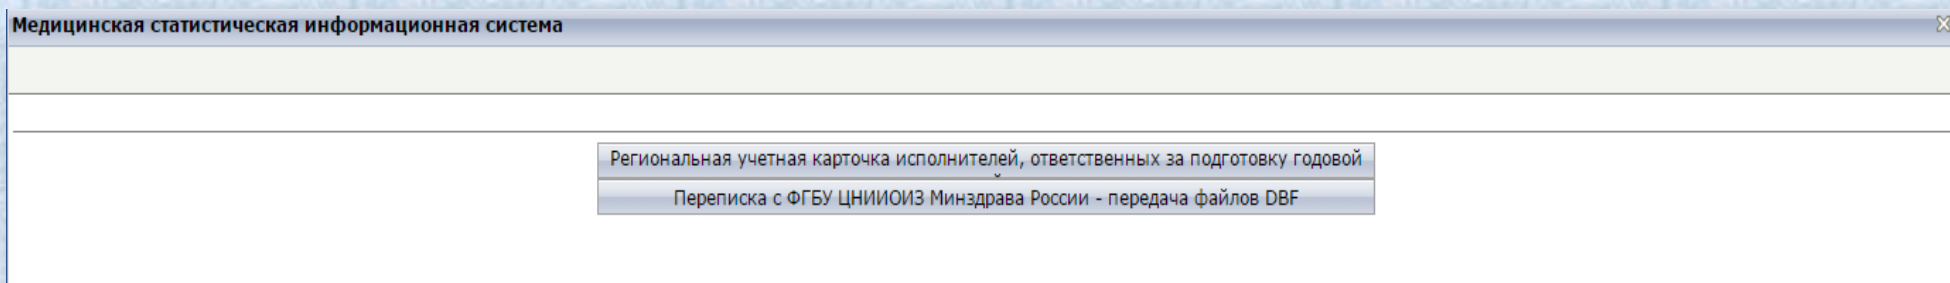 Медицинская статистическая информационная система
Региональная учетная карточка исполнителей, ответственных за подготовку годовой
Переписка с ФГБУ ЦНИИОИЗ Минздрава России - передача файлов DBF